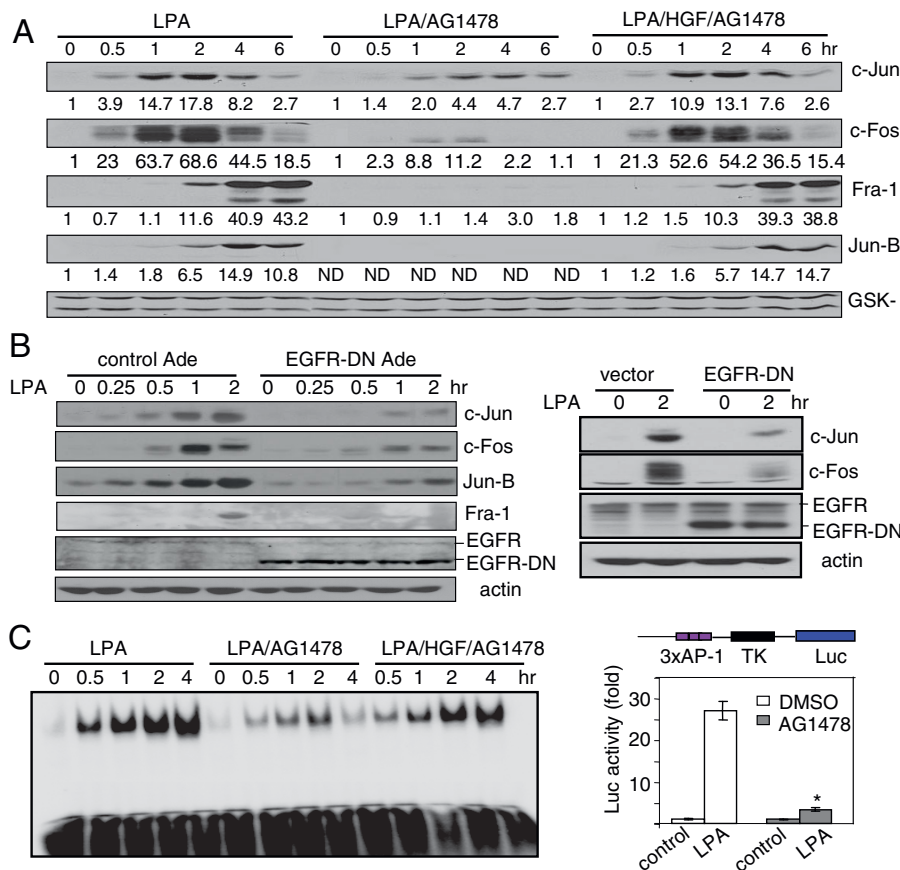 A
LPA LPA/AG1478 LPA/HGF/AG1478
0 0.5 1 2 4 6 0 0.5 1 2 4 6 0 0.5 1 2 4 6 hr
c-Jun
1 3.9 14.7 17.8 8.2 2.7 1 1.4 2.0 4.4 4.7 2.7 1 2.7 10.9 13.1 7.6 2.6
c-Fos
1 23 63.7 68.6 44.5 18.5 1 2.3 8.8 11.2 2.2 1.1 1 21.3 52.6 54.2 36.5 15.4
Fra-1
1 0.7 1.1 11.6 40.9 43.2 1 0.9 1.1 1.4 3.0 1.8 1 1.2 1.5 10.3 39.3 38.8
Jun-B
1 1.4 1.8 6.5 14.9 10.8 ND ND ND ND ND ND 1 1.2 1.6 5.7 14.7 14.7
GSK-
B
control Ade EGFR-DN Ade
LPA 0 0.25 0.5 1 2 0 0.25 0.5 1 2 hr
c-Jun
c-Fos
Jun-B
Fra-1
EGFR
EGFR-DN
actin
vector EGFR-DN
LPA 0 2 0 2 hr
c-Jun
c-Fos
EGFR
EGFR-DN
actin
C
LPA LPA/AG1478 LPA/HGF/AG1478
0 0.5 1 2 4 0 0.5 1 2 4 0.5 1 2 4 hr
3xAP-1 TK Luc
Luc activity (fold)
30
20
10
DMSO
AG1478
*
control LPA control LPA